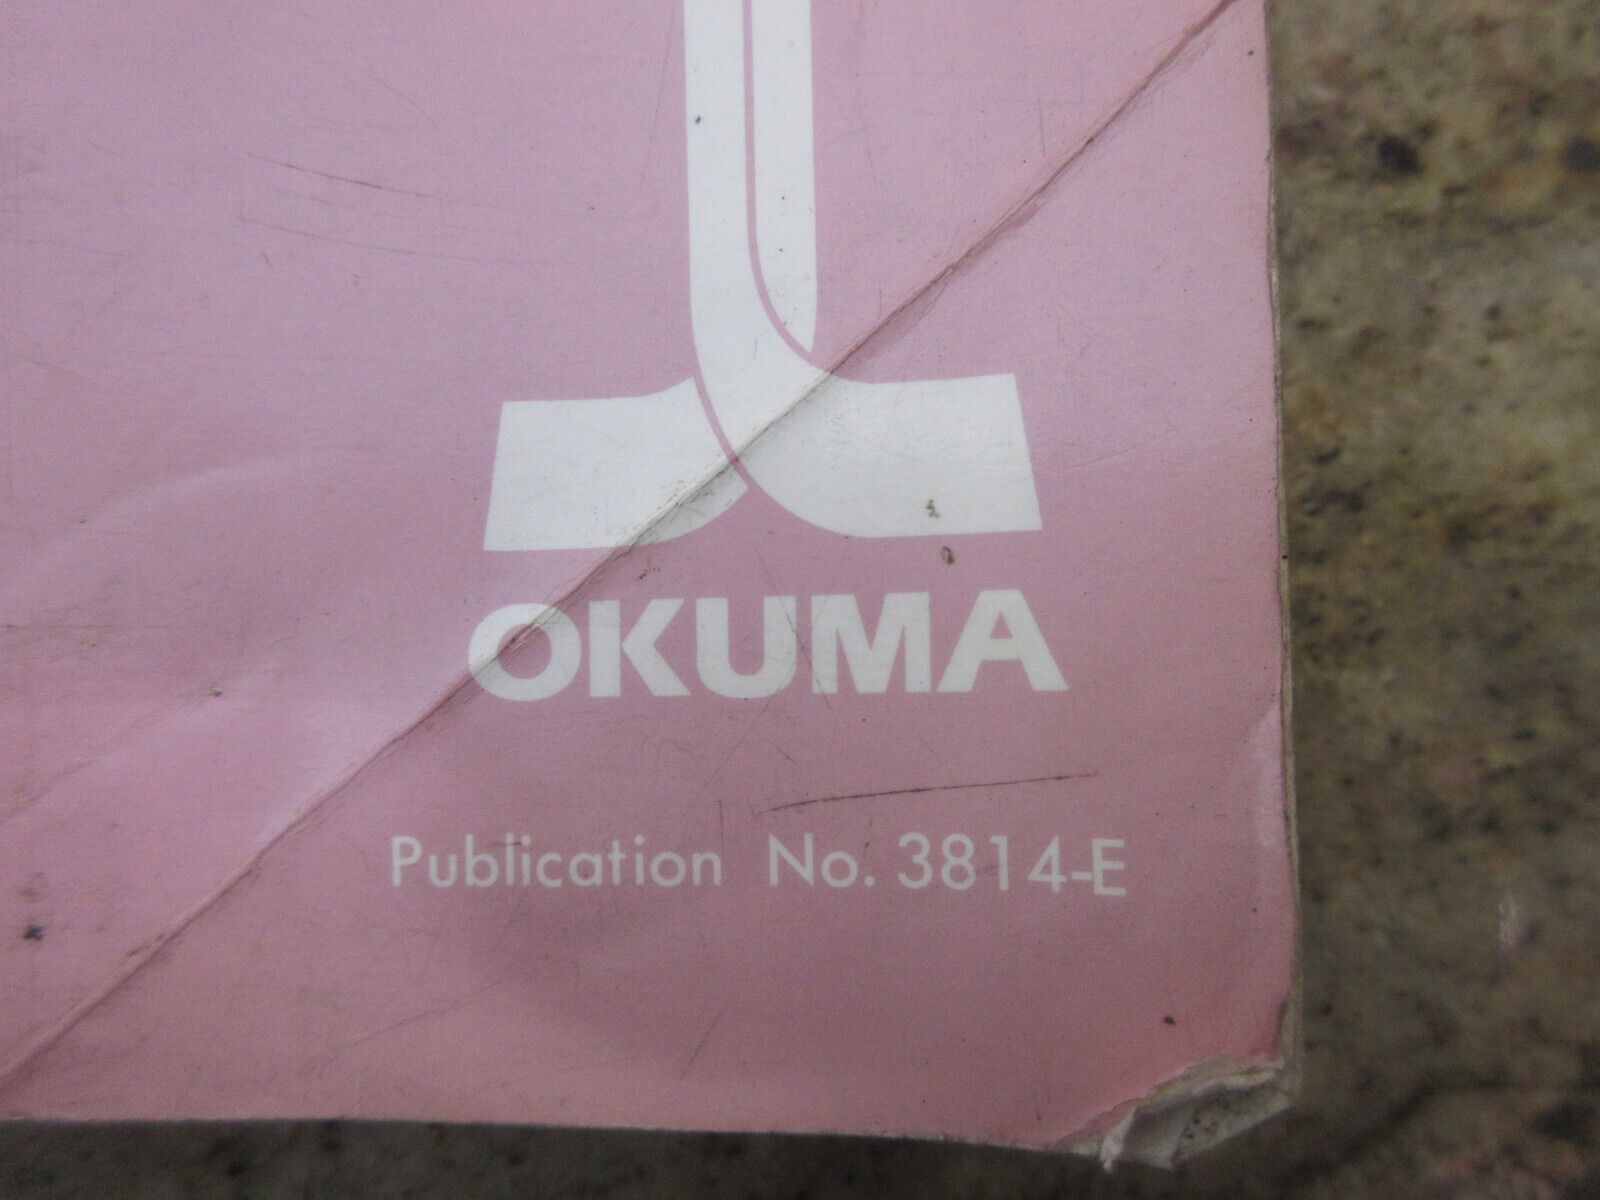 OKUMA
Publication No. 3814-E